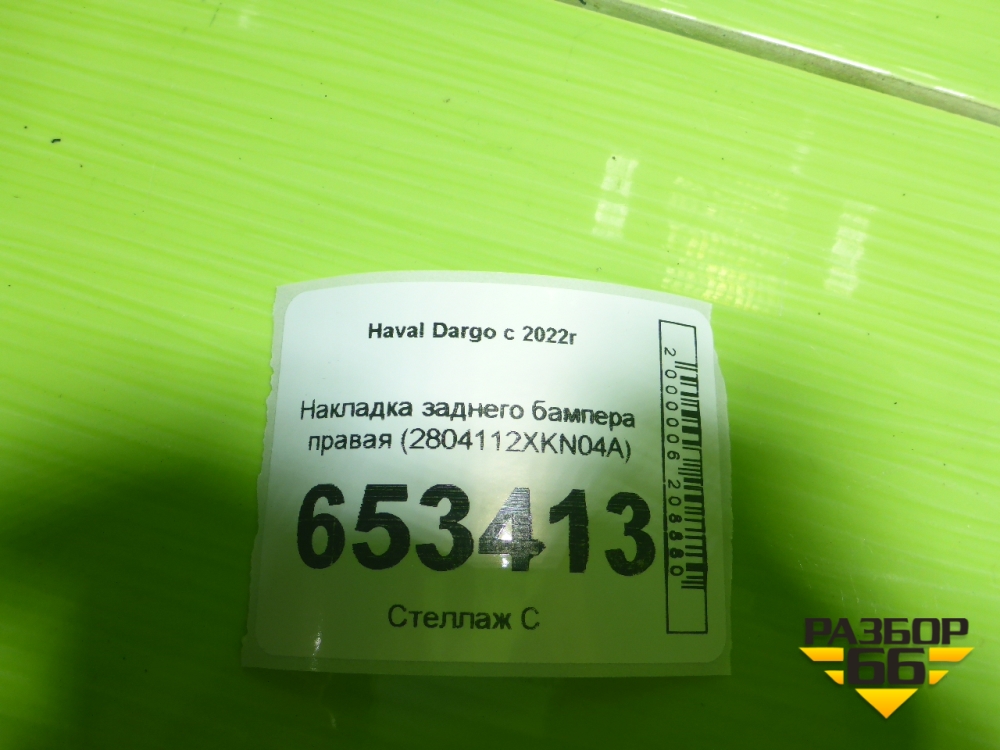 Haval Dargo с 2022г
Накладка заднего бампера
правая (2804112XKN04A)
653413
Стеллаж С
2000006208880
РАЗБОР
66